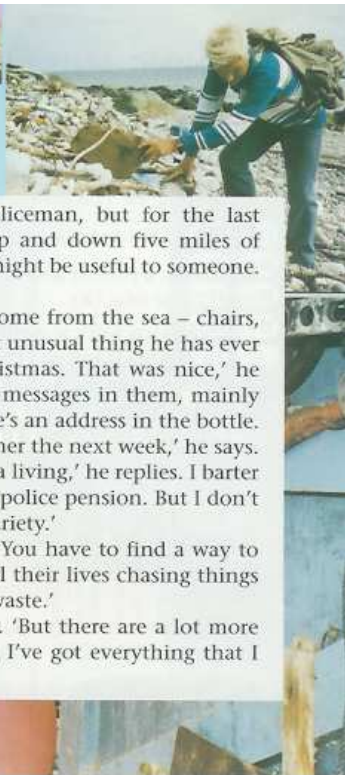 liceman, but for the last
p and down five miles of
might be useful to someone.
ome from the sea – chairs,
t unusual thing he has ever
istmas. That was nice,' he
messages in them, mainly
e's an address in the bottle.
her the next week,' he says.
a living,' he replies. I barter
police pension. But I don't
riety.'
You have to find a way to
l their lives chasing things
waste.'
. 'But there are a lot more
I've got everything that I